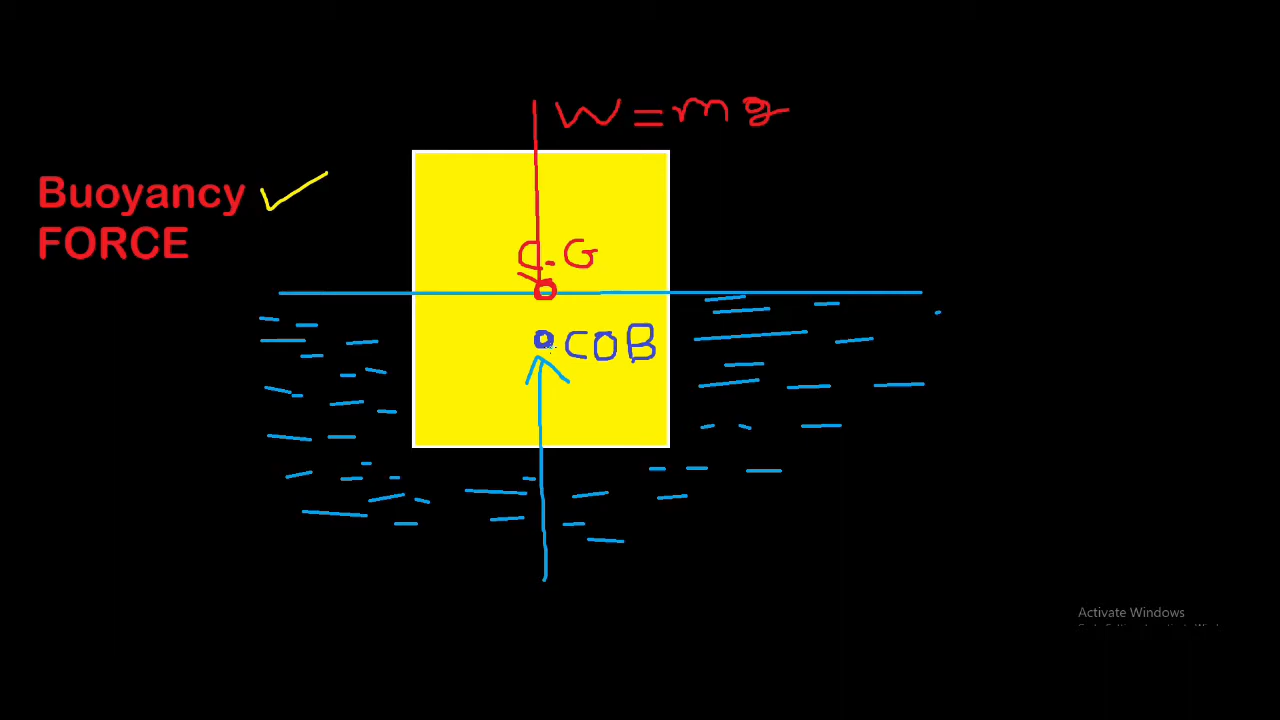 W = mg
Buoyancy
FORCE
C.G
COB
Activate Windows